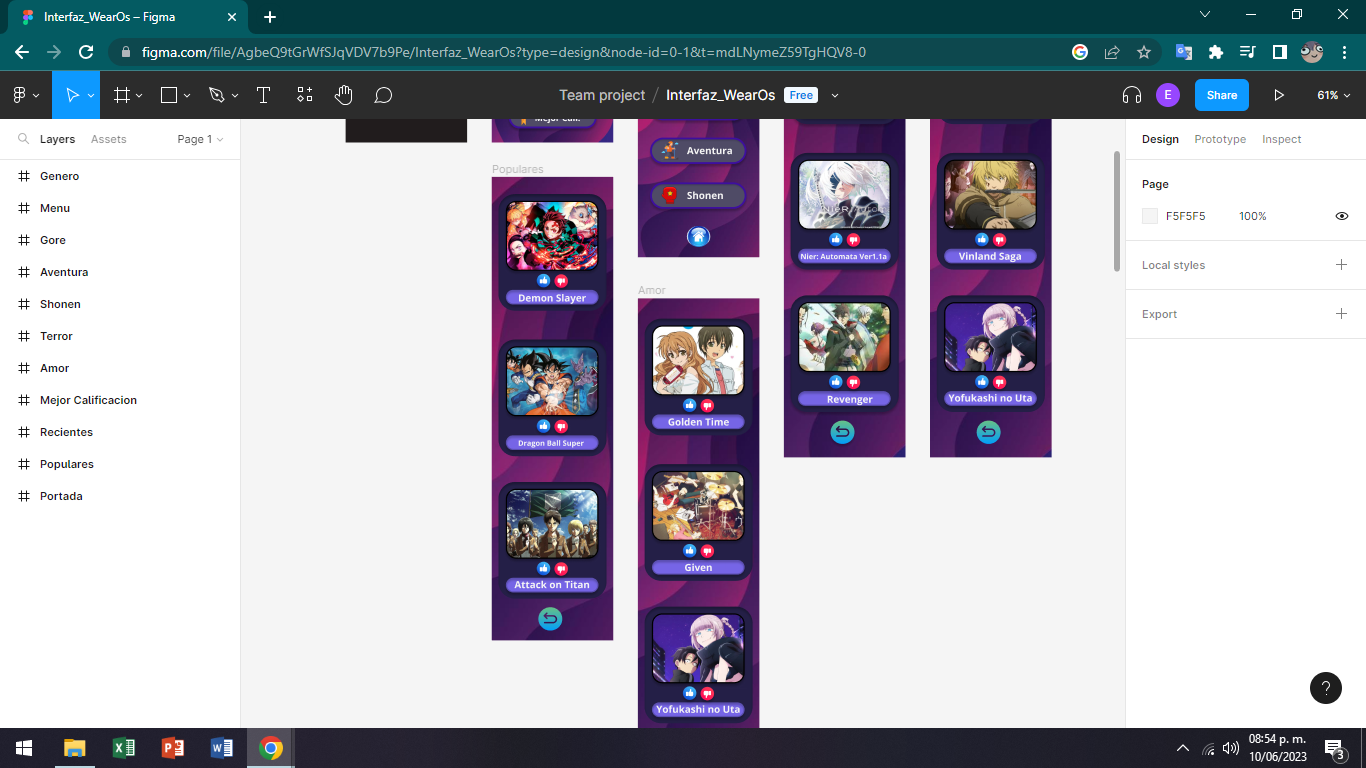 Interfaz_WearOs – Figma
figma.com/file/AgbeQ9tGrWfSJqVDV7b9Pe/Interfaz_WearOs?type=design&node-id=0-1&t=mdLNymeZ59TgHQV8-0
Team project / Interfaz_WearOs Free
E
Share
61%
Layers Assets Page 1
Genero
Menu
Gore
Aventura
Shonen
Terror
Amor
Mejor Calificacion
Recientes
Populares
Portada
Mejor Cali.
Populares
Demon Slayer
Dragon Ball Super
Attack on Titan
Aventura
Shonen
Amor
Golden Time
Given
Yofukashi no Uta
Nier: Automata Ver1.1a
Revenger
Vinland Saga
Yofukashi no Uta
Design Prototype Inspect
Page
F5F5F5 100%
Local styles
Export
?
08:54 p. m.
10/06/2023
3